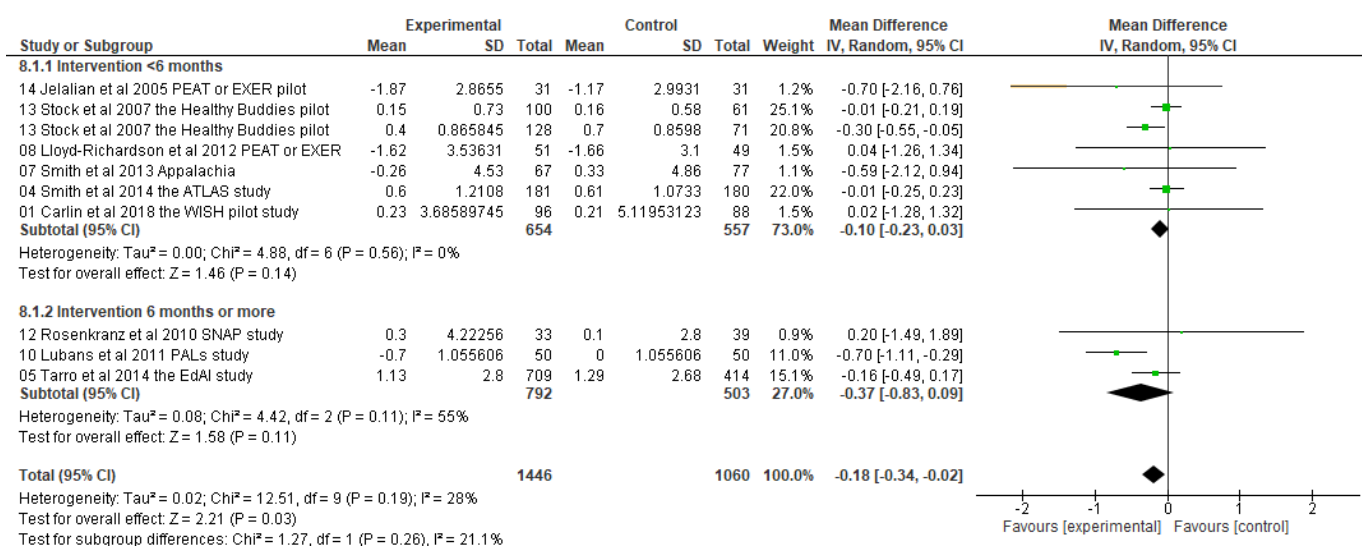 Experimental Control Mean Difference Mean Difference
Study or Subgroup Mean SD Total Mean SD Total Weight IV, Random, 95% CI IV, Random, 95% CI
8.1.1 Intervention <6 months
14 Jelalian et al 2005 PEAT or EXER pilot -1.87 2.8655 31 -1.17 2.9931 31 1.2% -0.70 [-2.16, 0.76]
13 Stock et al 2007 the Healthy Buddies pilot 0.15 0.73 100 0.16 0.58 61 25.1% -0.01 [-0.21, 0.19]
13 Stock et al 2007 the Healthy Buddies pilot 0.4 0.865845 128 0.7 0.8598 71 20.8% -0.30 [-0.55, -0.05]
08 Lloyd-Richardson et al 2012 PEAT or EXER -1.62 3.53631 51 -1.66 3.1 49 1.5% 0.04 [-1.26, 1.34]
07 Smith et al 2013 Appalachia -0.26 4.53 67 0.33 4.86 77 1.1% -0.59 [-2.12, 0.94]
04 Smith et al 2014 the ATLAS study 0.6 1.2108 181 0.61 1.0733 180 22.0% -0.01 [-0.25, 0.23]
01 Carlin et al 2018 the WISH pilot study 0.23 3.68589745 96 0.21 5.11953123 88 1.5% 0.02 [-1.28, 1.32]
Subtotal (95% CI) 654 557 73.0% -0.10 [-0.23, 0.03]
Heterogeneity: Tau² = 0.00; Chi² = 4.88, df = 6 (P = 0.56); I² = 0%
Test for overall effect: Z = 1.46 (P = 0.14)
8.1.2 Intervention 6 months or more
12 Rosenkranz et al 2010 SNAP study 0.3 4.22256 33 0.1 2.8 39 0.9% 0.20 [-1.49, 1.89]
10 Lubans et al 2011 PALs study -0.7 1.055606 50 0 1.055606 50 11.0% -0.70 [-1.11, -0.29]
05 Tarro et al 2014 the EdAl study 1.13 2.8 709 1.29 2.68 414 15.1% -0.16 [-0.49, 0.17]
Subtotal (95% CI) 792 503 27.0% -0.37 [-0.83, 0.09]
Heterogeneity: Tau² = 0.08; Chi² = 4.42, df = 2 (P = 0.11); I² = 55%
Test for overall effect: Z = 1.58 (P = 0.11)
Total (95% CI) 1446 1060 100.0% -0.18 [-0.34, -0.02]
Heterogeneity: Tau² = 0.02; Chi² = 12.51, df = 9 (P = 0.19); I² = 28%
Test for overall effect: Z = 2.21 (P = 0.03)
Test for subgroup differences: Chi² = 1.27, df = 1 (P = 0.26), I² = 21.1%
-2 -1 0 1 2
Favours [experimental] Favours [control]